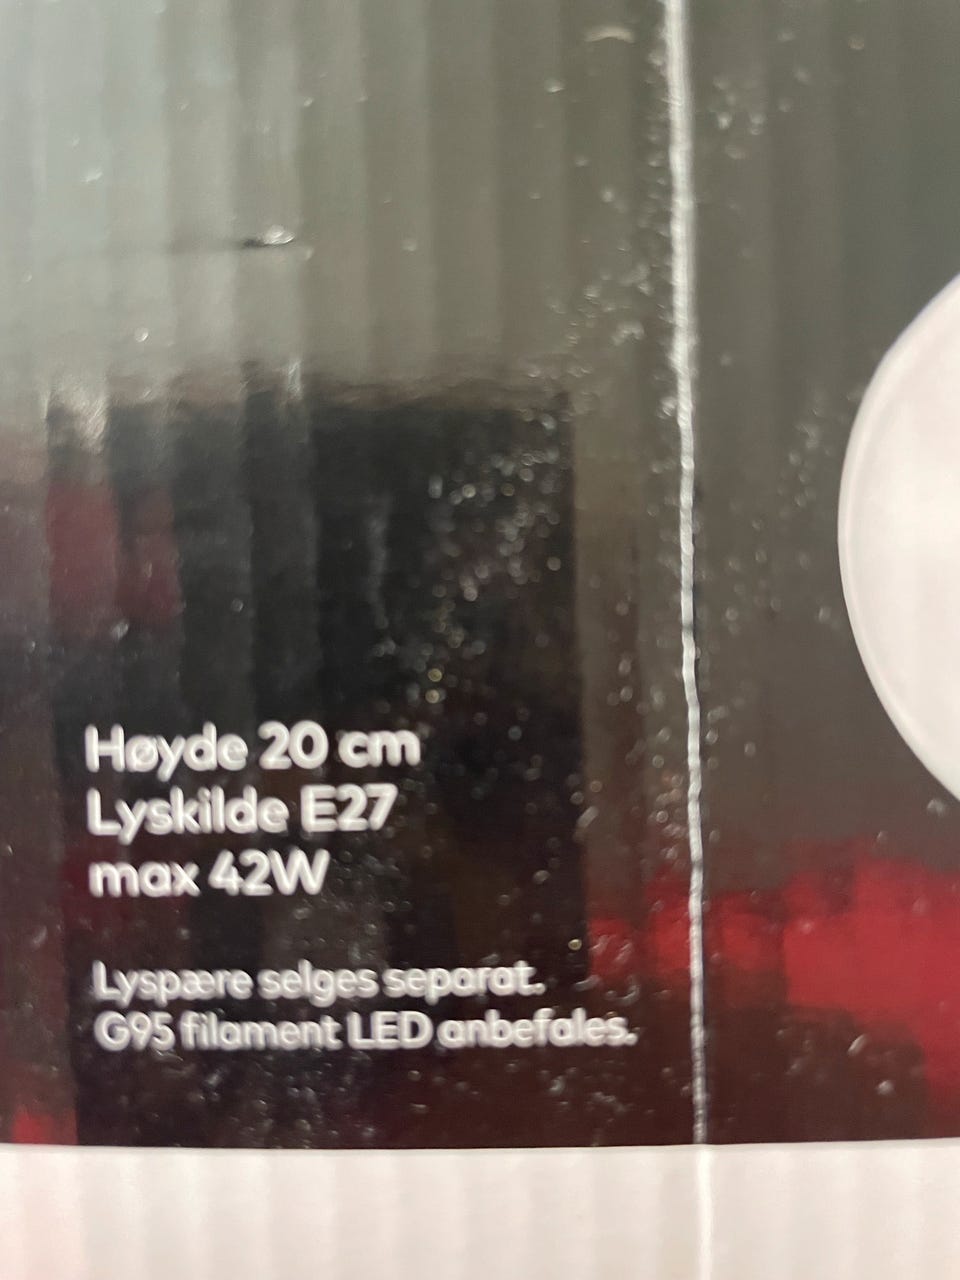 Høyde 20 cm
Lyskilde E27
max 42W
Lyspære selges separat.
G95 filament LED anbefales.